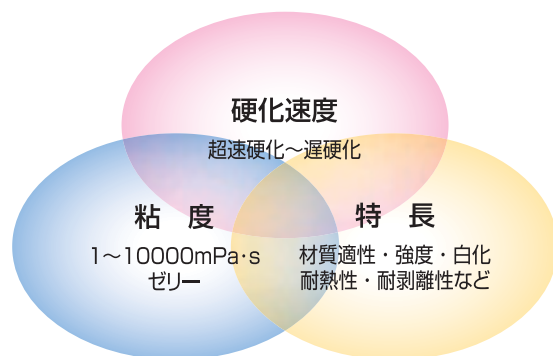 硬化速度
超速硬化～遅硬化
粘　度
1～10000mPa·s
ゼリー
特　長
材質適性・強度・白化
耐熱性・耐剥離性など